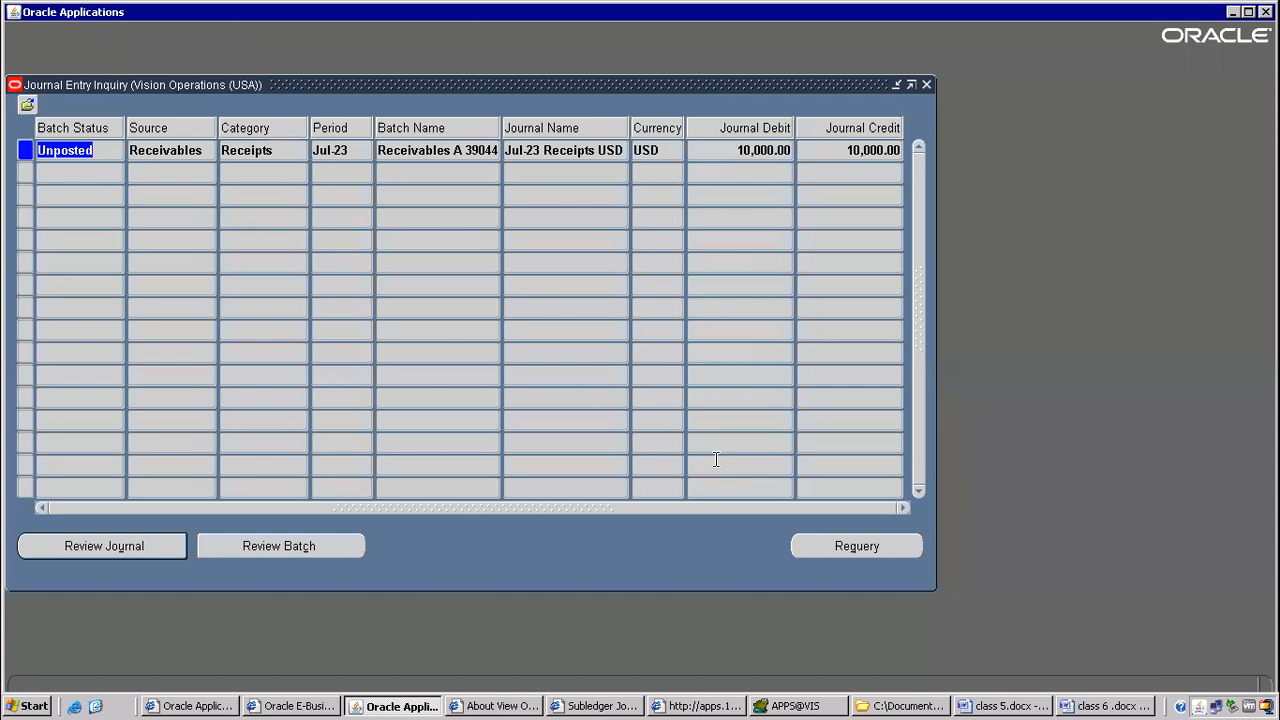 Oracle Applications
ORACLE
Journal Entry Inquiry (Vision Operations (USA))
Batch Status Source Category Period Batch Name Journal Name Currency Journal Debit Journal Credit
Unposted Receivables Receipts Jul-23 Receivables A 39044 Jul-23 Receipts USD USD 10,000.00 10,000.00
Review Journal Review Batch Requery
Start Oracle Applic... Oracle E-Busi... Oracle Appli... About View O... Subledger Jo... http://apps.1... APPS@VIS C:\Document... class 5.docx -... class 6 .docx ...